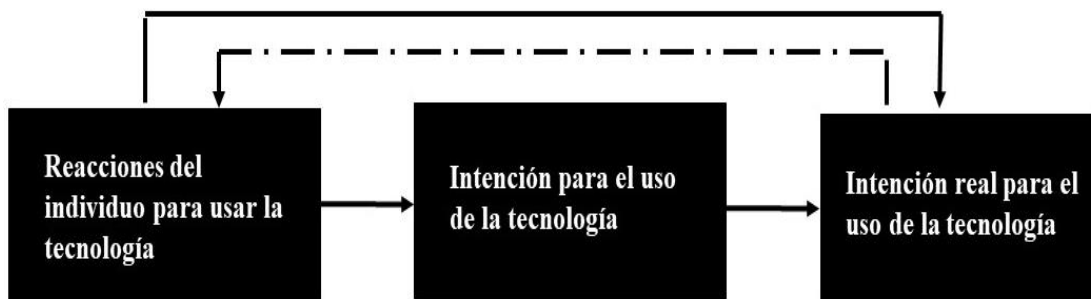 Reacciones del
individuo para usar la
tecnología
Intención para el uso
de la tecnología
Intención real para el
uso de la tecnología